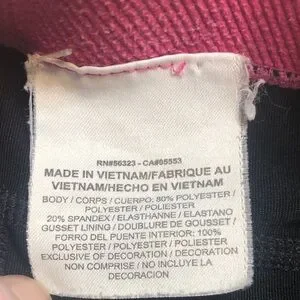 RN#56323 - CA#05553
MADE IN VIETNAM/FABRIQUE AU
VIETNAM/HECHO EN VIETNAM
BODY / CORPS / CUERPO: 80% POLYESTER /
POLYESTER / POLIESTER
20% SPANDEX / ELASTHANNE / ELASTANO
GUSSET LINING / DOUBLURE DE GOUSSET /
FORRO DEL PUENTE INTERIOR: 100%
POLYESTER / POLYESTER / POLIESTER
EXCLUSIVE OF DECORATION / DECORATION
NON COMPRISE / NO INCLUYE LA
DECORACION